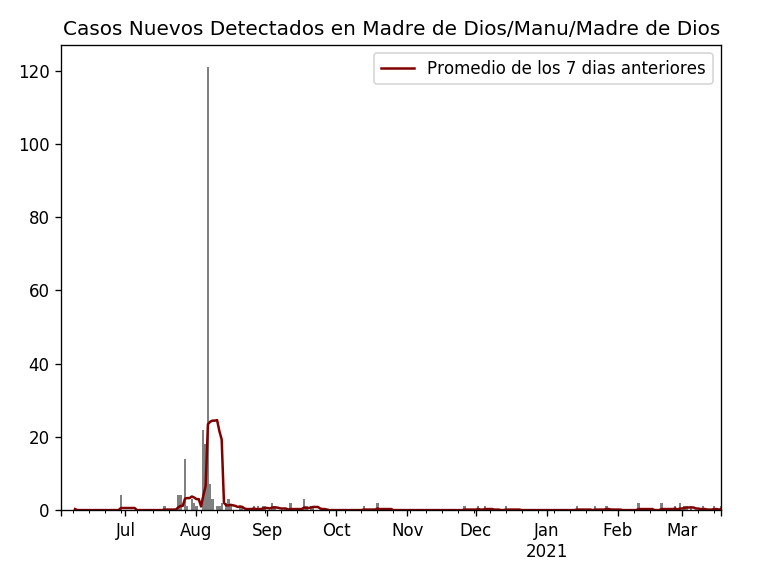 Casos Nuevos Detectados en Madre de Dios/Manu/Madre de Dios
Promedio de los 7 dias anteriores
120
100
80
60
40
20
0
Jul Aug Sep Oct Nov Dec Jan Feb Mar
2021